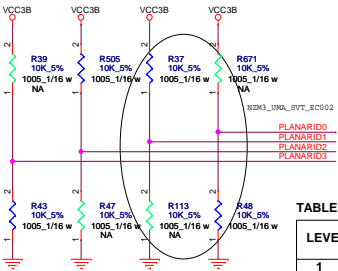 VCC3B VCC3B VCC3B VCC3B
2 2 2 2
R39 R505 R37 R671
10K_5% 10K_5% 10K_5% 10K_5%
1005_1/16 w 1005_1/16 w 1005_1/16 w 1005_1/16 w
NA NA
1 1 1 1
NZM3_UMA_SVT_EC002
PLANARID0
PLANARID1
PLANARID2
PLANARID3
2 2 2 2
R43 R47 R113 R48
10K_5% 10K_5% 10K_5% 10K_5%
1005_1/16 w 1005_1/16 w 1005_1/16 w 1005_1/16 w
NA NA
1 1 1 1
TABLE
LEVE
1